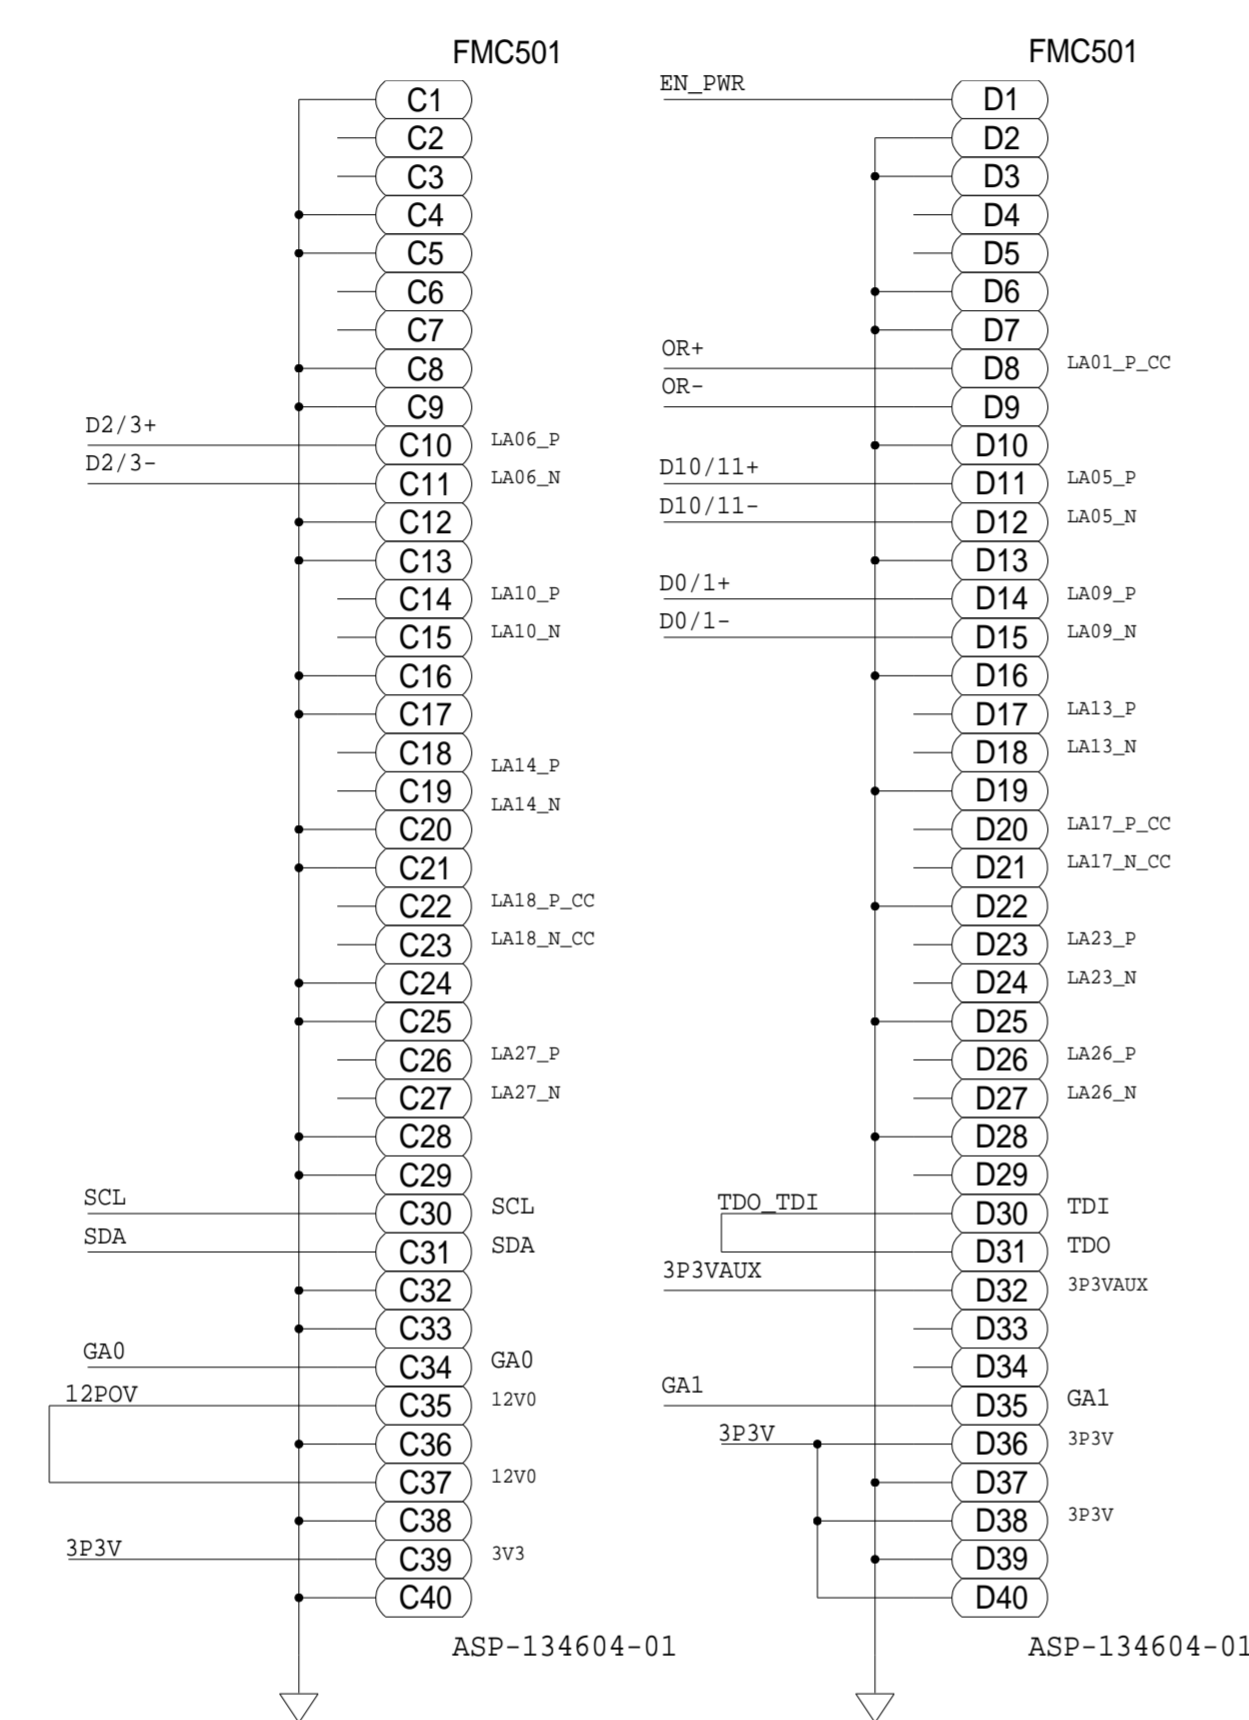 FMC501
C1
C2
C3
C4
C5
C6
C7
C8
C9
D2/3+
C10 LA06_P
D2/3-
C11 LA06_N
C12
C13
C14 LA10_P
C15 LA10_N
C16
C17
C18
LA14_P
C19
LA14_N
C20
C21
C22 LA18_P_CC
C23 LA18_N_CC
C24
C25
C26 LA27_P
C27 LA27_N
C28
C29
SCL
C30 SCL
SDA
C31 SDA
C32
C33
GA0
C34 GA0
12POV
C35 12V0
C36
C37 12V0
C38
3P3V
C39 3V3
C40
ASP-134604-01
FMC501
EN_PWR
D1
D2
D3
D4
D5
D6
D7
OR+
D8 LA01_P_CC
OR-
D9
D10
D10/11+
D11 LA05_P
D10/11-
D12 LA05_N
D13
D0/1+
D14 LA09_P
D0/1-
D15 LA09_N
D16
D17 LA13_P
D18 LA13_N
D19
D20 LA17_P_CC
D21 LA17_N_CC
D22
D23 LA23_P
D24 LA23_N
D25
D26 LA26_P
D27 LA26_N
D28
D29
TDO_TDI
D30 TDI
D31 TDO
3P3VAUX
D32 3P3VAUX
D33
D34
GA1
D35 GA1
3P3V
D36 3P3V
D37
D38 3P3V
D39
D40
ASP-134604-01